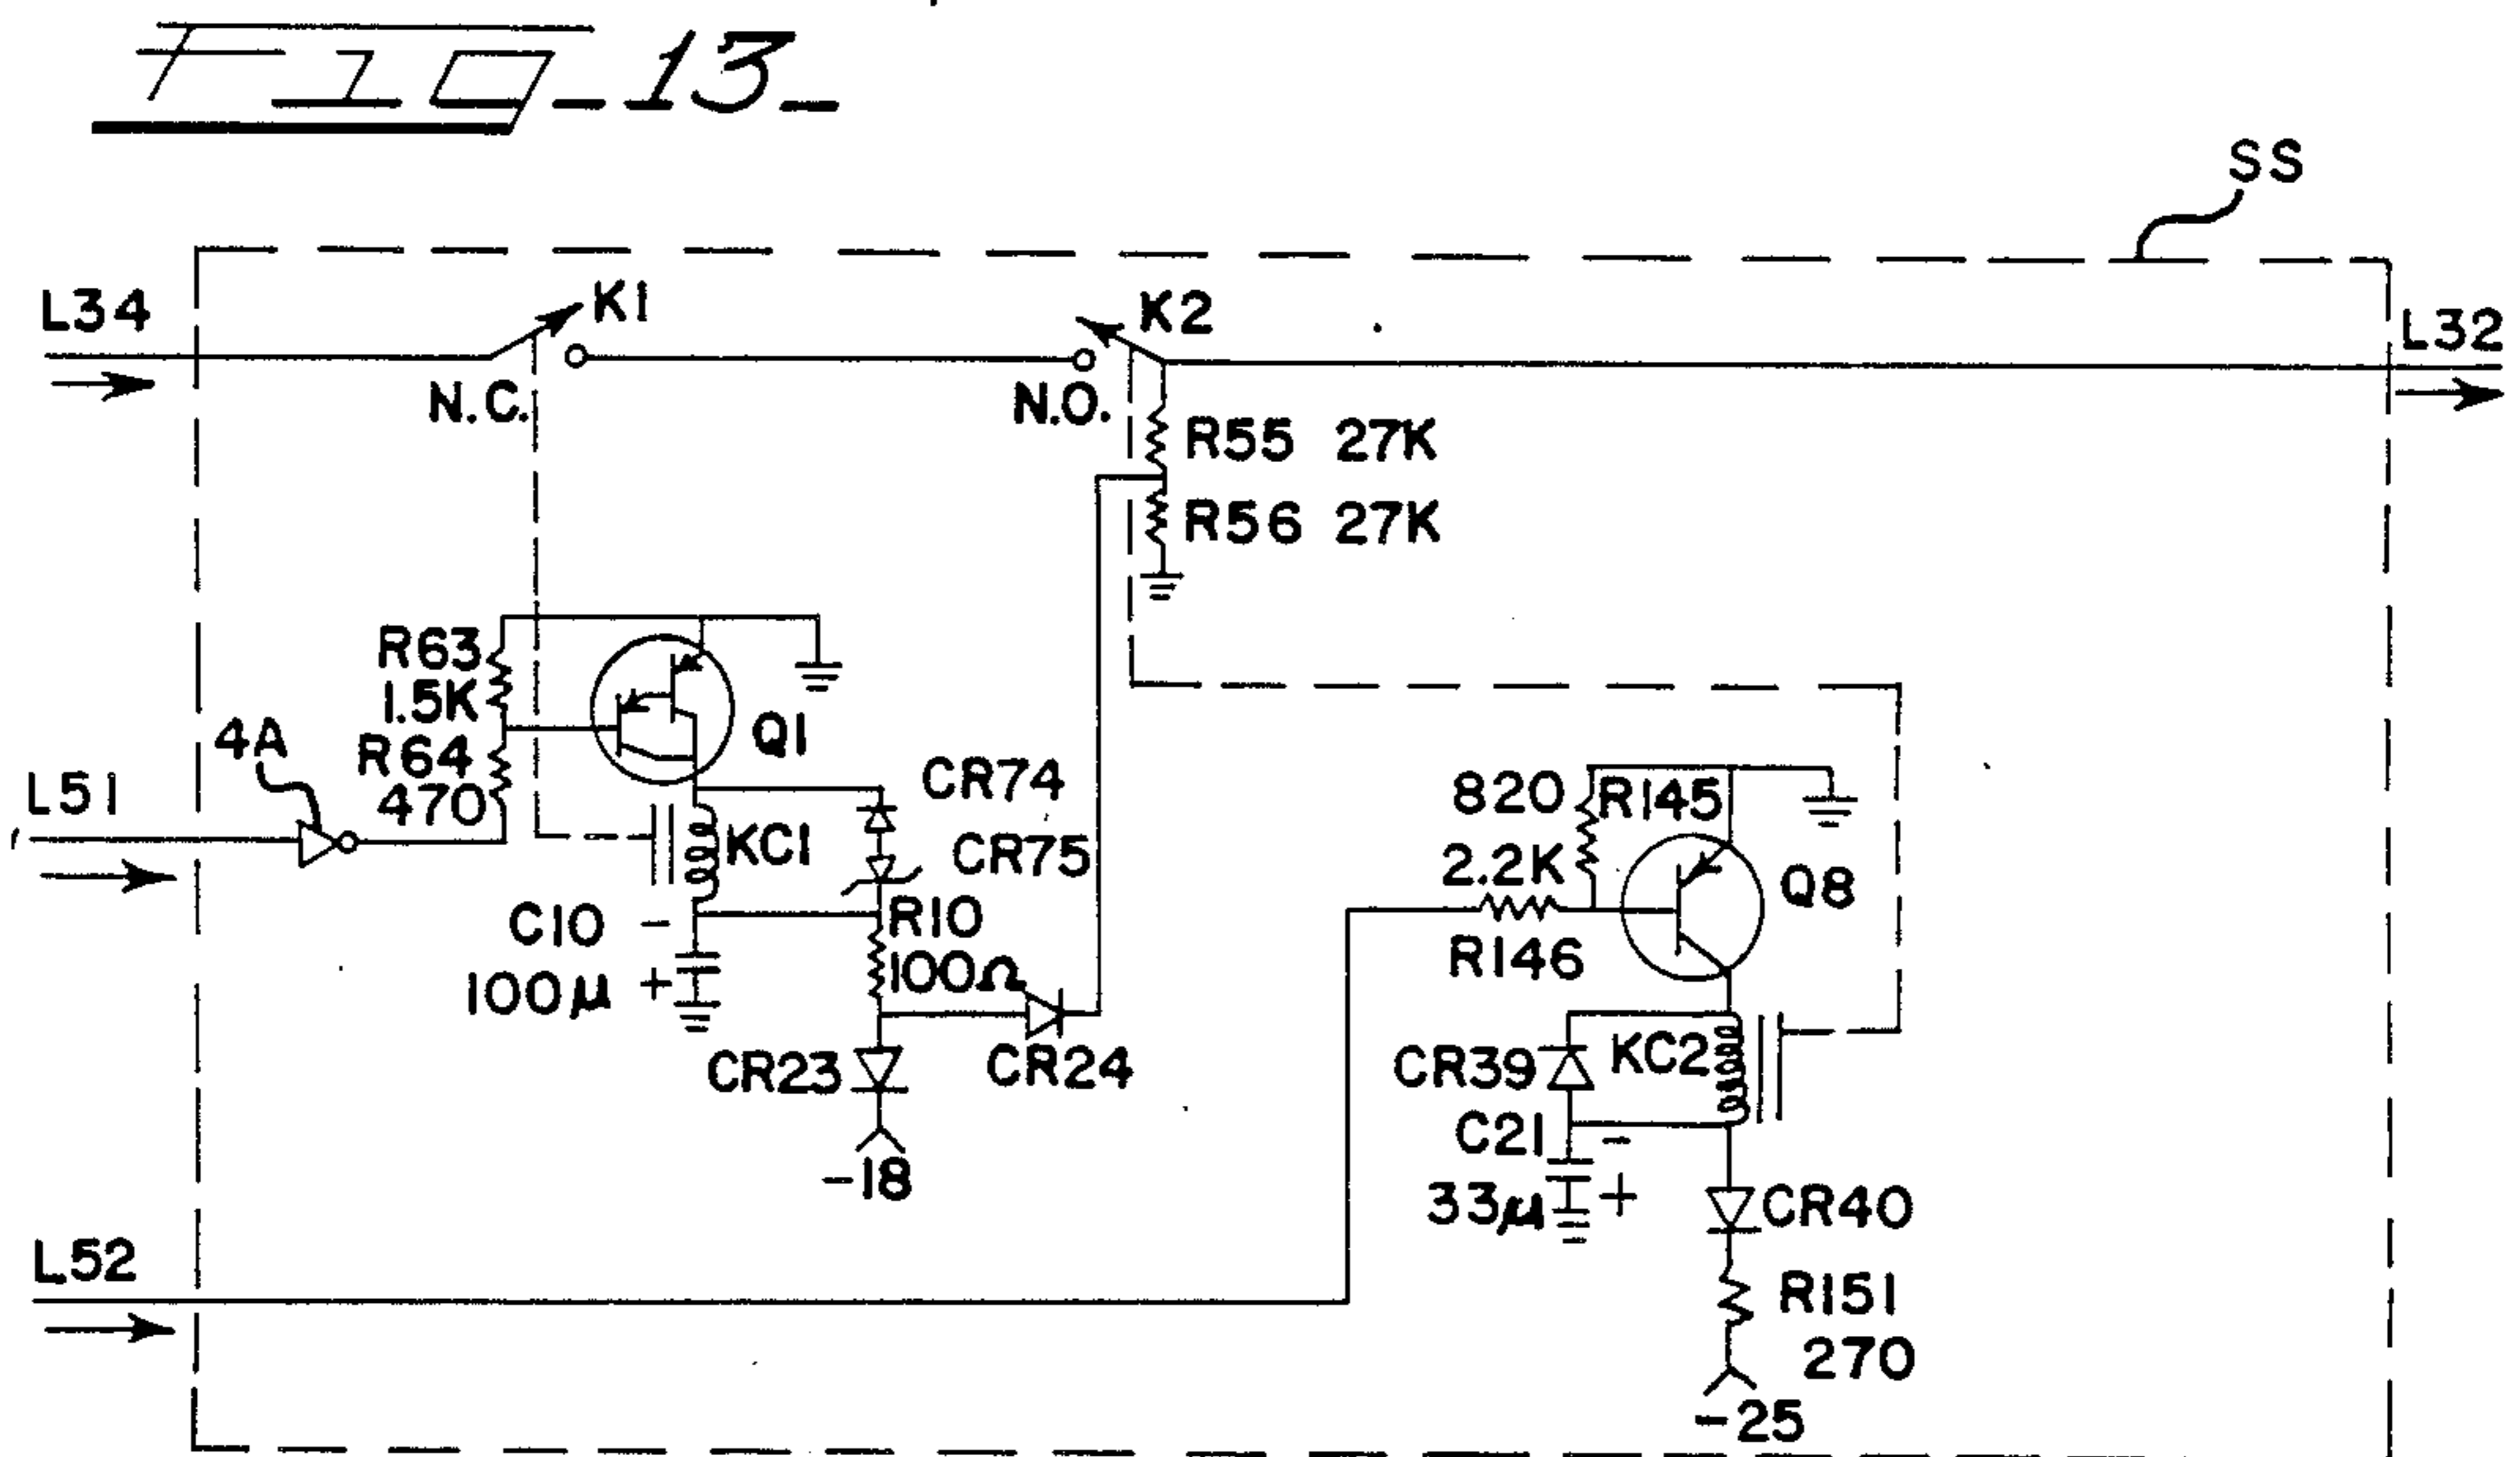 FIG-13-
SS
L34
K1
K2
L32
N.C.
N.O.
R55 27K
R56 27K
R63
1.5K
4A
R64
470
Q1
L51
CR74
KC1
CR75
820
R145
2.2K
Q8
C10
-
R10
R146
100μ
+
100Ω
CR23
CR24
CR39
KC2
-18
C21
-
33μ
+
CR40
L52
R151
270
-25